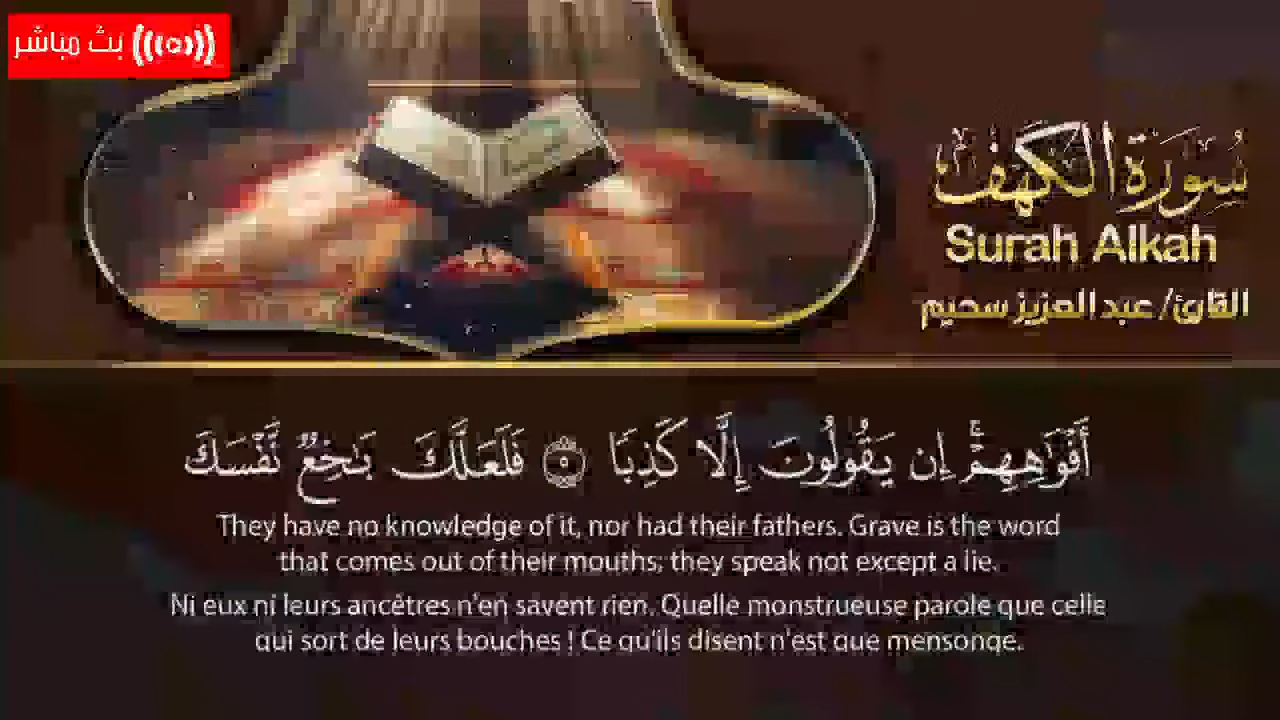 بث مباشر
سُورَةُ الكَهْفِ
Surah Alkah
القارئ/ عبد العزيز سحيم
أَفْوَٰهِهِمْ ۚ إِن يَقُولُونَ إِلَّا كَذِبًا ۝٥ فَلَعَلَّكَ بَـٰخِعٌ نَّفْسَكَ
They have no knowledge of it, nor had their fathers. Grave is the word
that comes out of their mouths; they speak not except a lie.
Ni eux ni leurs ancêtres n'en savent rien. Quelle monstrueuse parole que celle
qui sort de leurs bouches ! Ce qu'ils disent n'est que mensonge.